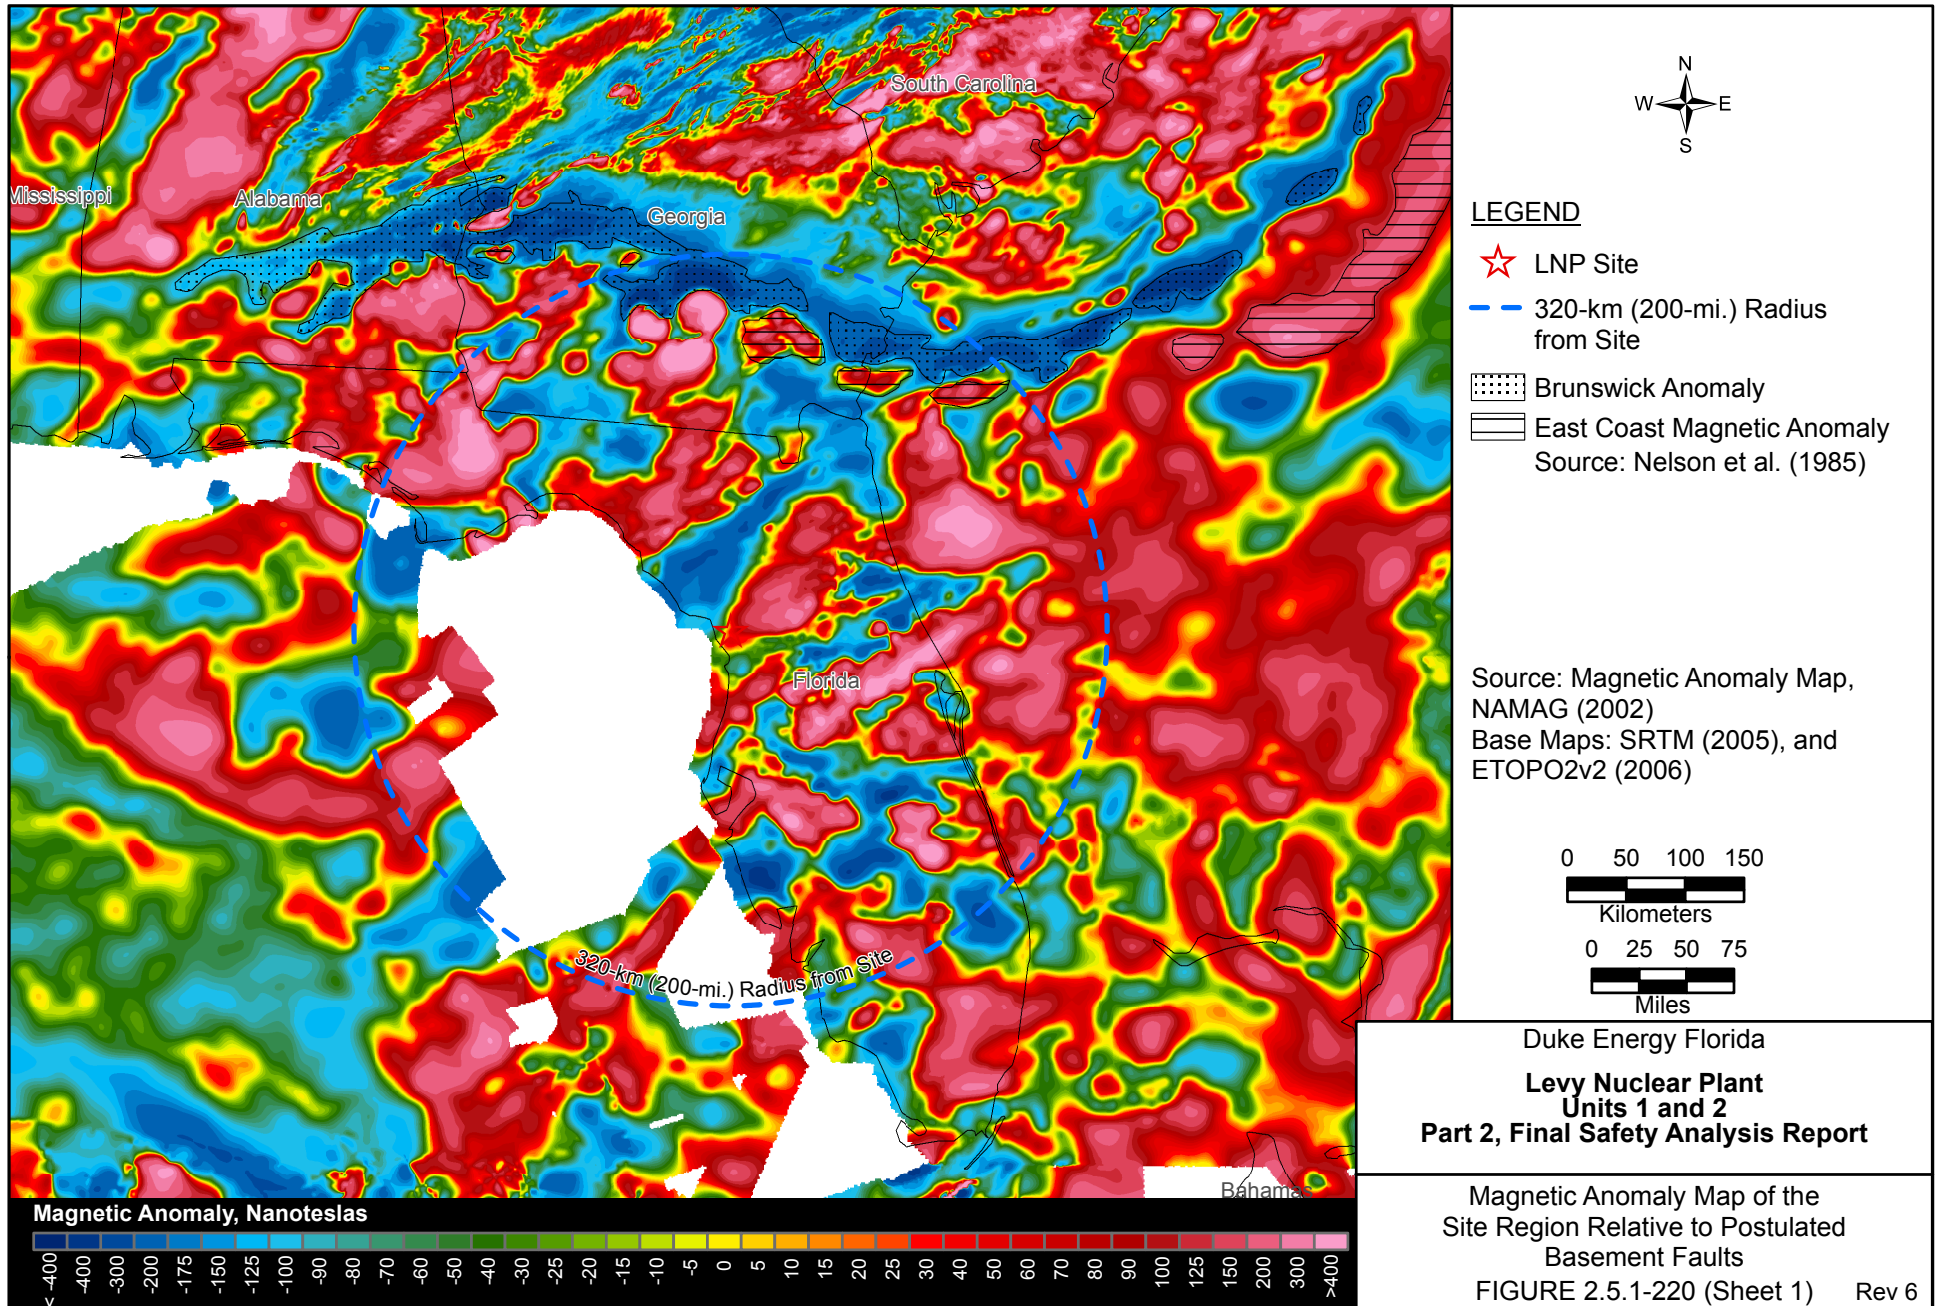 South Carolina
Mississippi
Alabama
Georgia
Florida
320-km (200-mi.) Radius from Site
Bahamas
N
W E
S
LEGEND
LNP Site
320-km (200-mi.) Radius
from Site
Brunswick Anomaly
East Coast Magnetic Anomaly
Source: Nelson et al. (1985)
Source: Magnetic Anomaly Map,
NAMAG (2002)
Base Maps: SRTM (2005), and
ETOPO2v2 (2006)
0 50 100 150
Kilometers
0 25 50 75
Miles
Magnetic Anomaly, Nanoteslas
< -400 -400 -300 -200 -175 -150 -125 -100 -90 -80 -70 -60 -50 -40 -30 -25 -20 -15 -10 -5 0 5 10 15 20 25 30 40 50 60 70 80 90 100 125 150 200 300 >400
Duke Energy Florida
Levy Nuclear Plant
Units 1 and 2
Part 2, Final Safety Analysis Report
Magnetic Anomaly Map of the
Site Region Relative to Postulated
Basement Faults
FIGURE 2.5.1-220 (Sheet 1) Rev 6